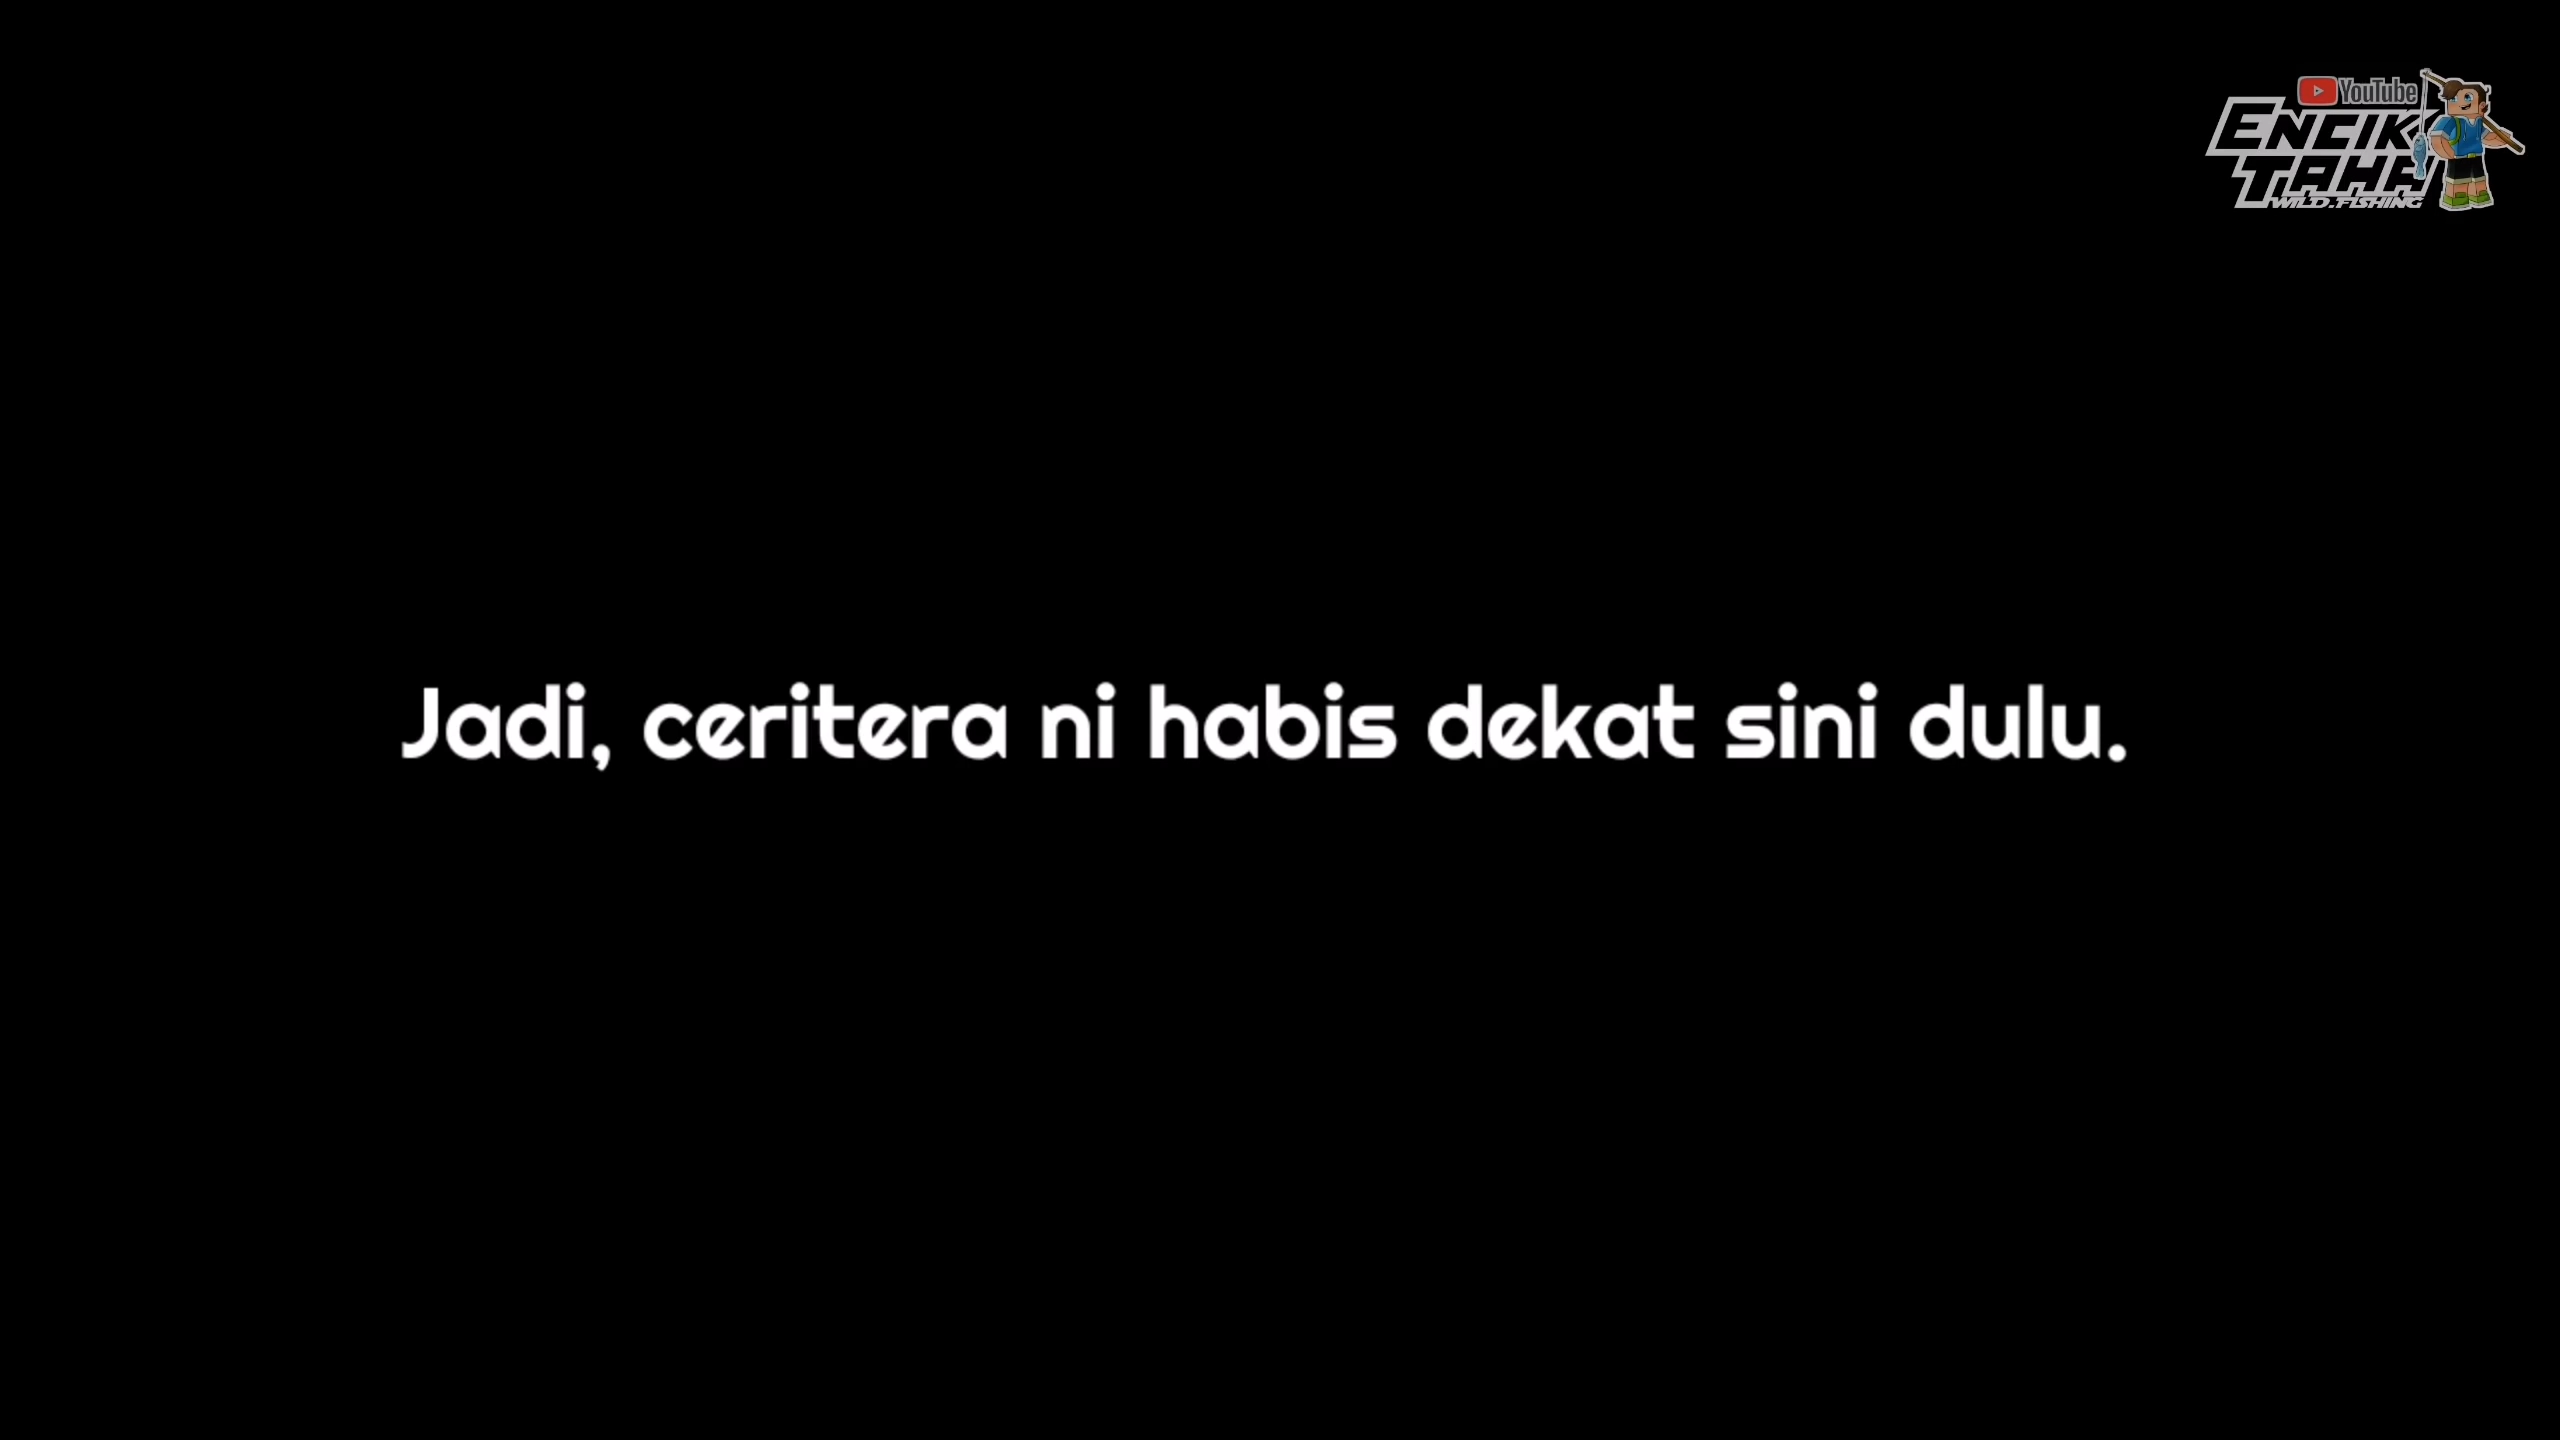 YouTube
ENCIK
TAHA
WILD.FISHING
Jadi, ceritera ni habis dekat sini dulu.